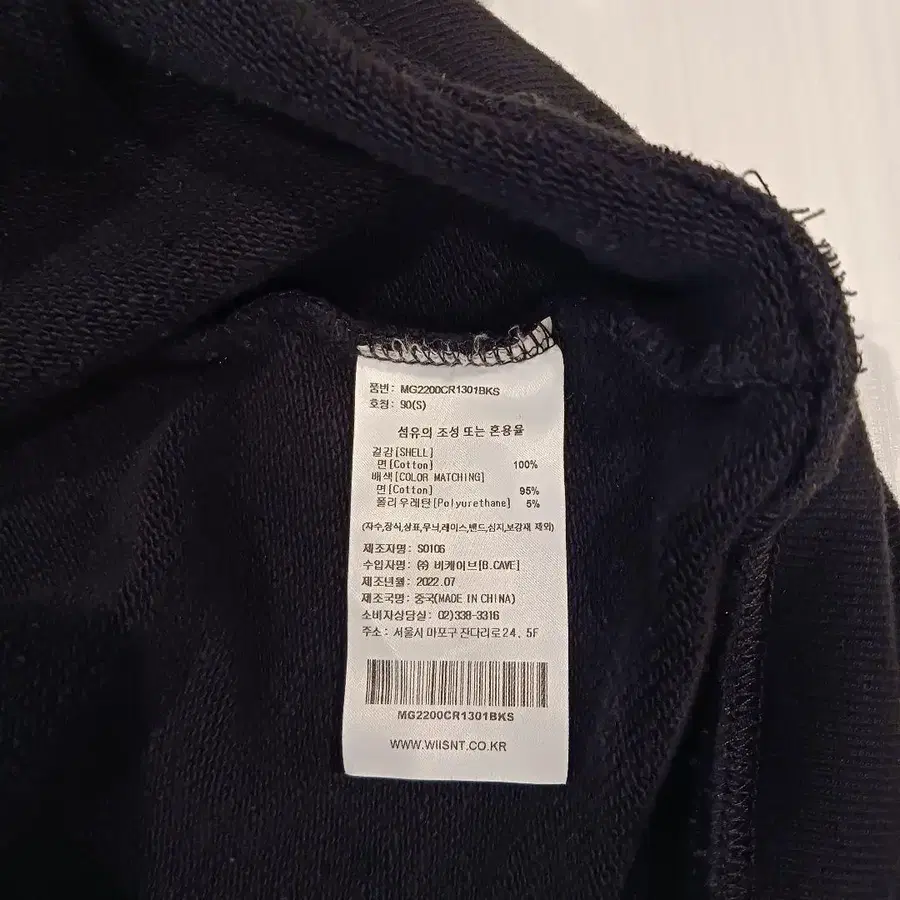 품번: MG2200CR1301BKS
호칭: 90(S)
섬유의 조성 또는 혼용율
겉감[SHELL]
면[Cotton] 100%
배색[COLOR MATCHING]
면[Cotton] 95%
폴리우레탄[Polyurethane] 5%
(자수,장식,상표,무늬,레이스,밴드,심지,보강재 제외)
제조자명: S0106
수입자명: ㈜ 비케이브[B.CAVE]
제조년월: 2022.07
제조국명: 중국(MADE IN CHINA)
소비자상담실: 02)338-3316
주소: 서울시 마포구 잔다리로24, 5F
MG2200CR1301BKS
WWW.WIISNT.CO.KR